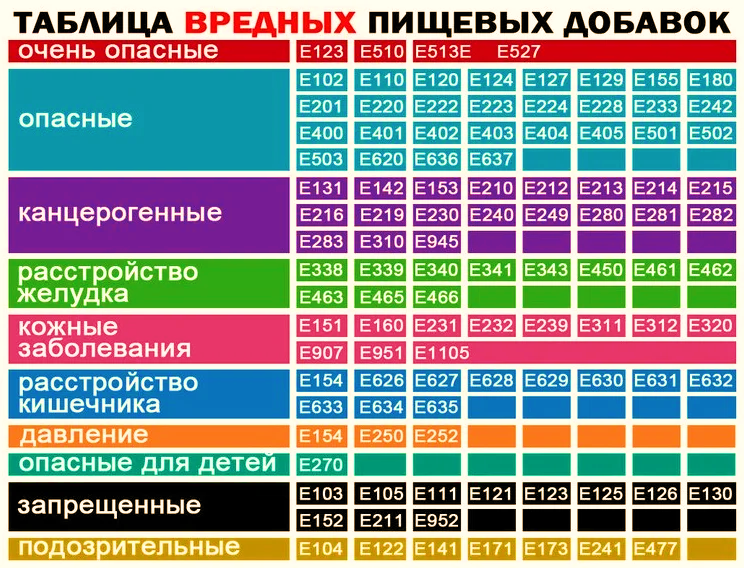 ТАБЛИЦА ВРЕДНЫХ ПИЩЕВЫХ ДОБАВОК
очень опасные E123 E510 E513E E527
опасные
E102 E110 E120 E124 E127 E129 E155 E180
E201 E220 E222 E223 E224 E228 E233 E242
E400 E401 E402 E403 E404 E405 E501 E502
E503 E620 E636 E637
канцерогенные
E131 E142 E153 E210 E212 E213 E214 E215
E216 E219 E230 E240 E249 E280 E281 E282
E283 E310 E945
расстройство
желудка
E338 E339 E340 E341 E343 E450 E461 E462
E463 E465 E466
кожные
заболевания
E151 E160 E231 E232 E239 E311 E312 E320
E907 E951 E1105
расстройство
кишечника
E154 E626 E627 E628 E629 E630 E631 E632
E633 E634 E635
давление E154 E250 E252
опасные для детей E270
запрещенные
E103 E105 E111 E121 E123 E125 E126 E130
E152 E211 E952
подозрительные E104 E122 E141 E171 E173 E241 E477